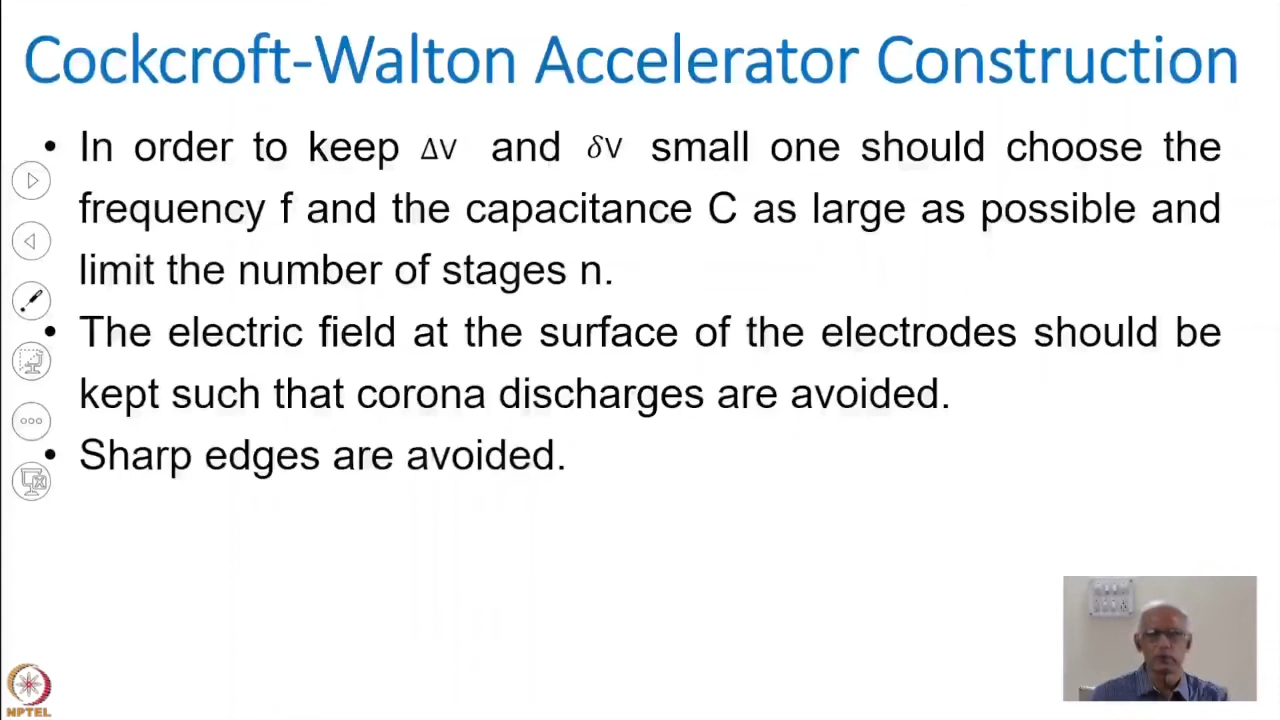 Cockcroft-Walton Accelerator Construction
• In order to keep ΔV and δV small one should choose the
frequency f and the capacitance C as large as possible and
limit the number of stages n.
• The electric field at the surface of the electrodes should be
kept such that corona discharges are avoided.
• Sharp edges are avoided.
NPTEL